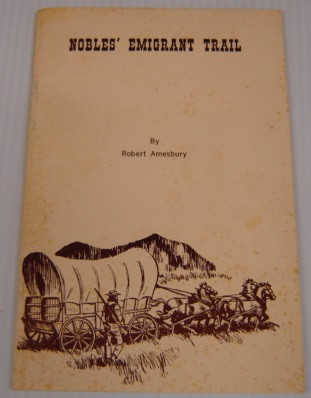 NOBLES' EMIGRANT TRAIL
By
Robert Amesbury